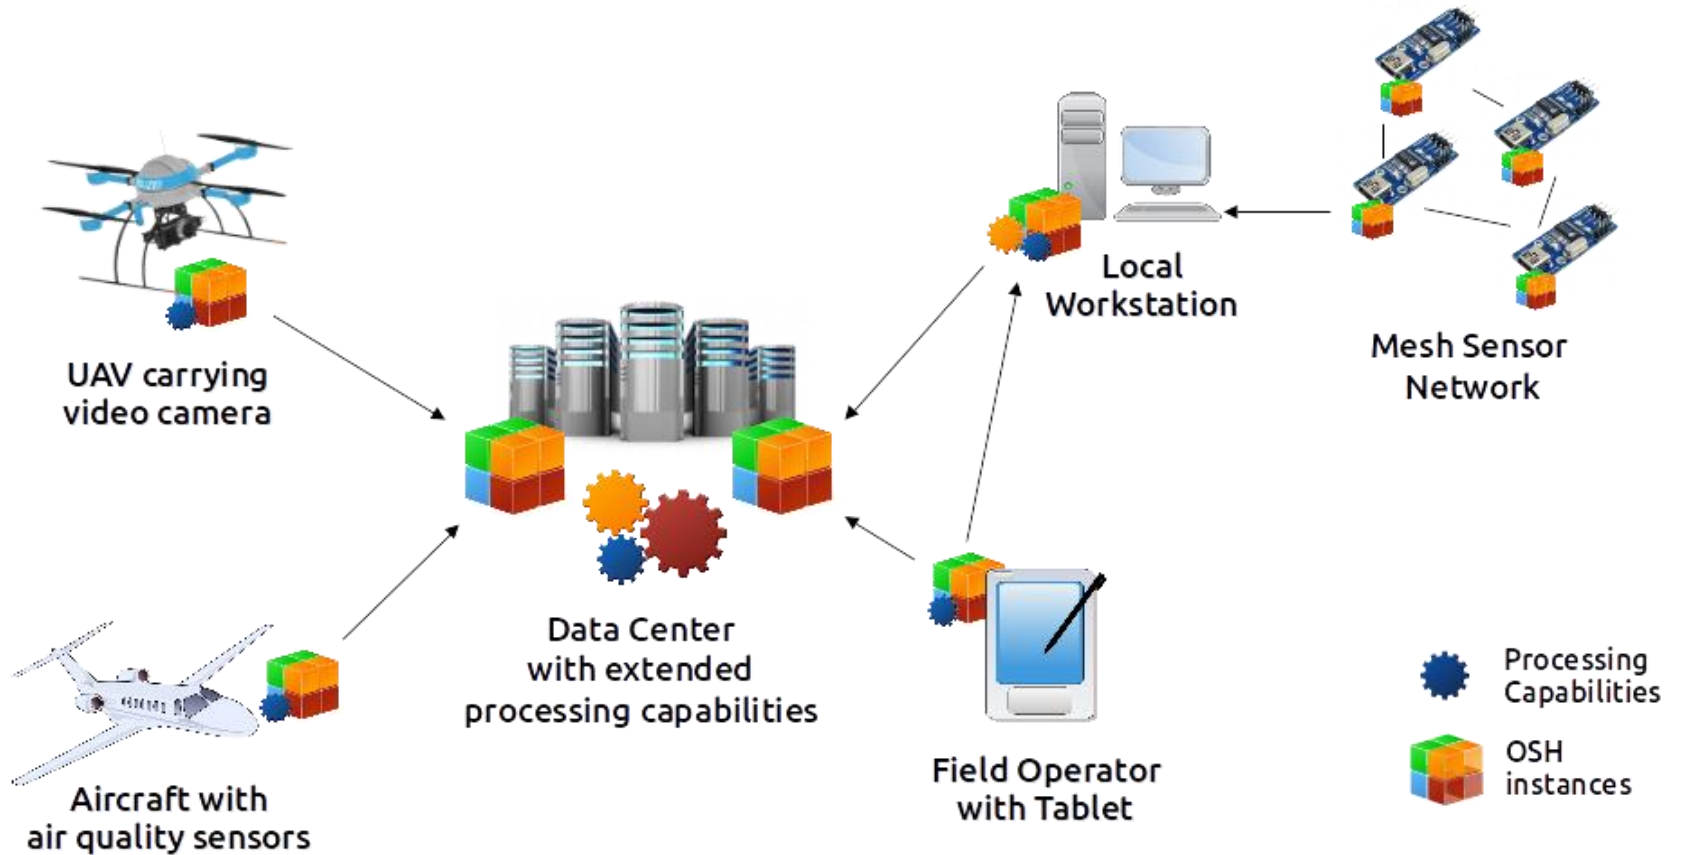 UAV carrying
video camera
Local
Workstation
Mesh Sensor
Network
Data Center
with extended
processing capabilities
Aircraft with
air quality sensors
Field Operator
with Tablet
Processing
Capabilities
OSH
instances